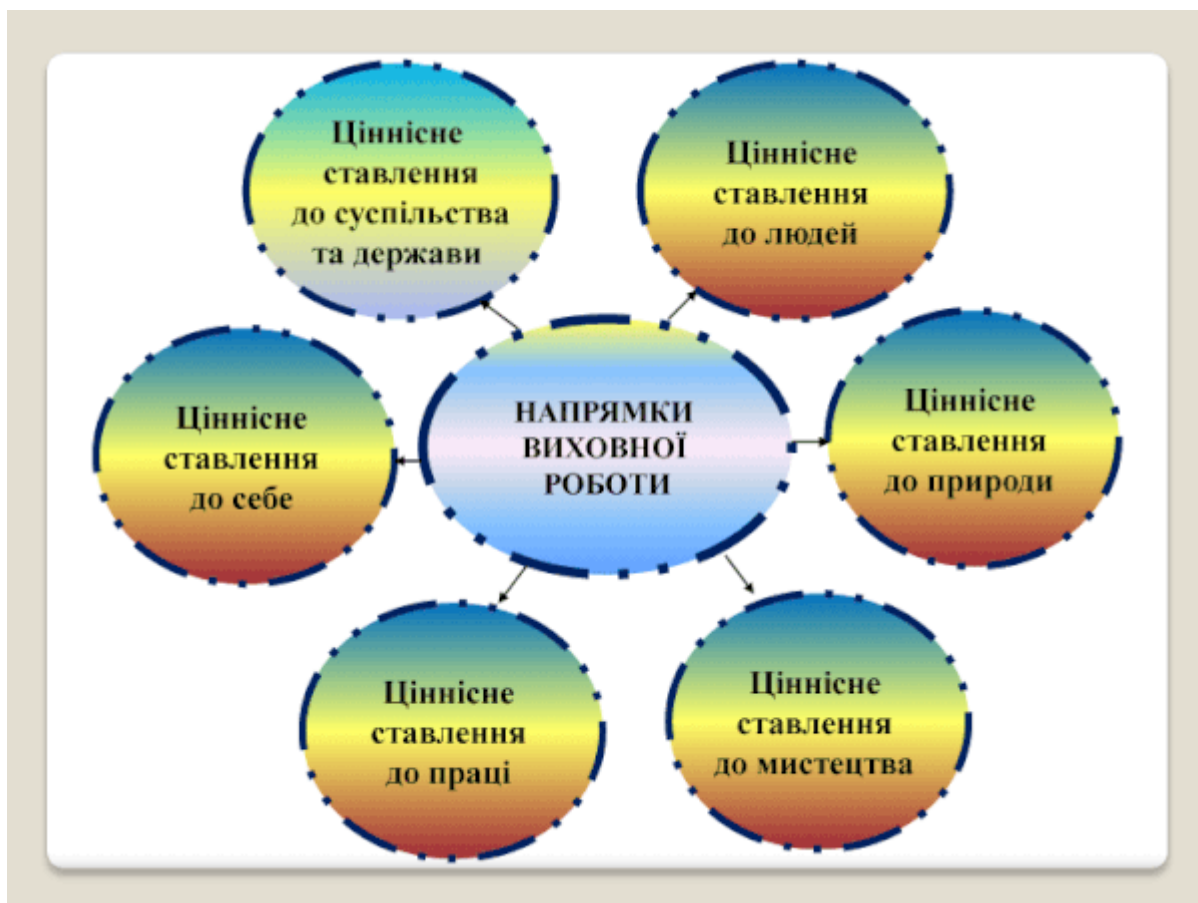 Ціннісне
ставлення
до суспільства
та держави
Ціннісне
ставлення
до людей
Ціннісне
ставлення
до себе
НАПРЯМКИ
ВИХОВНОЇ
РОБОТИ
Ціннісне
ставлення
до природи
Ціннісне
ставлення
до праці
Ціннісне
ставлення
до мистецтва